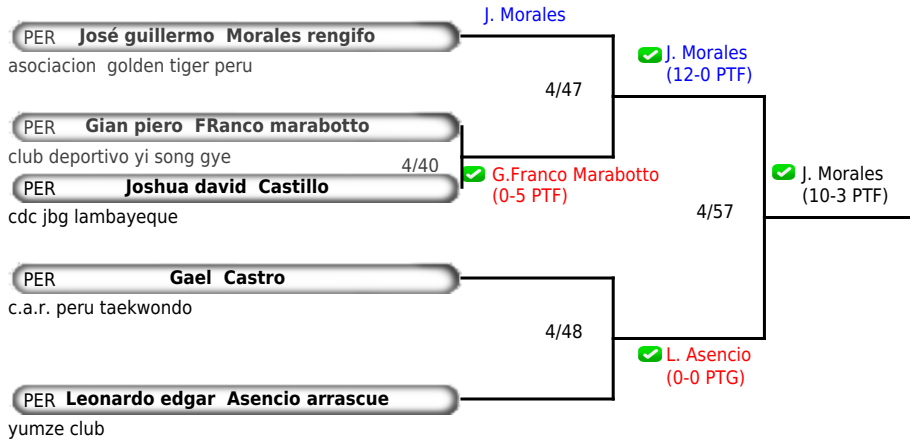 J. Morales
PER José guillermo Morales rengifo
asociacion golden tiger peru
J. Morales
(12-0 PTF)
4/47
PER Gian piero FRanco marabotto
club deportivo yi song gye
4/40
G.Franco Marabotto
(0-5 PTF)
PER Joshua david Castillo
cdc jbg lambayeque
J. Morales
(10-3 PTF)
4/57
PER Gael Castro
c.a.r. peru taekwondo
4/48
L. Asencio
(0-0 PTG)
PER Leonardo edgar Asencio arrascue
yumze club